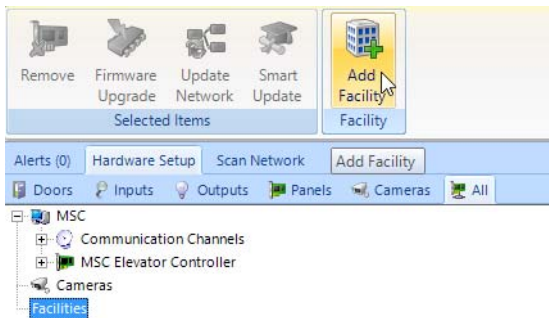 Remove Firmware Upgrade Update Network Smart Update Add Facility
Selected Items Facility
Alerts (0) Hardware Setup Scan Network Add Facility
Doors Inputs Outputs Panels Cameras All
MSC
Communication Channels
MSC Elevator Controller
Cameras
Facilities